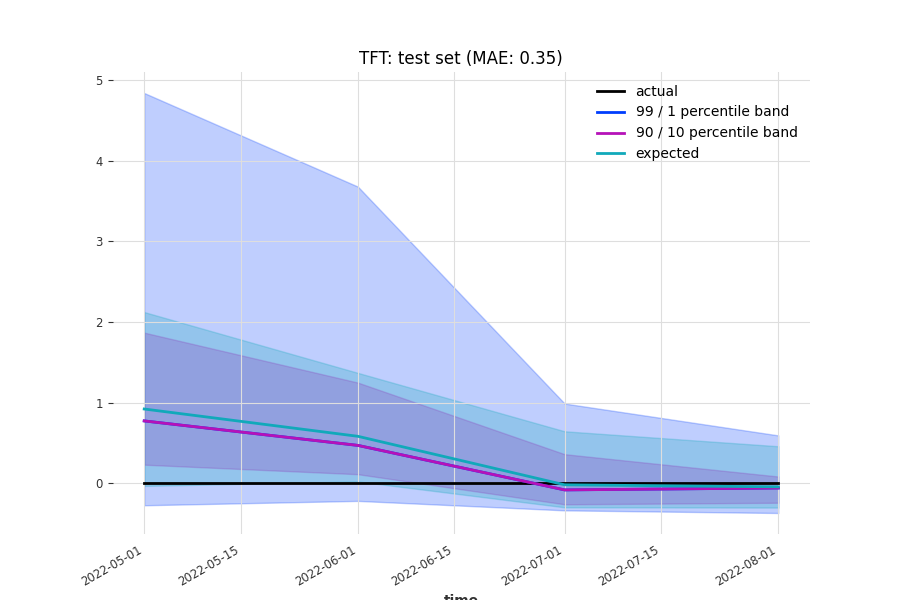 TFT: test set (MAE: 0.35)
actual
99 / 1 percentile band
90 / 10 percentile band
expected
5
4
3
2
1
0
2022-05-01
2022-05-15
2022-06-01
2022-06-15
2022-07-01
2022-07-15
2022-08-01
time